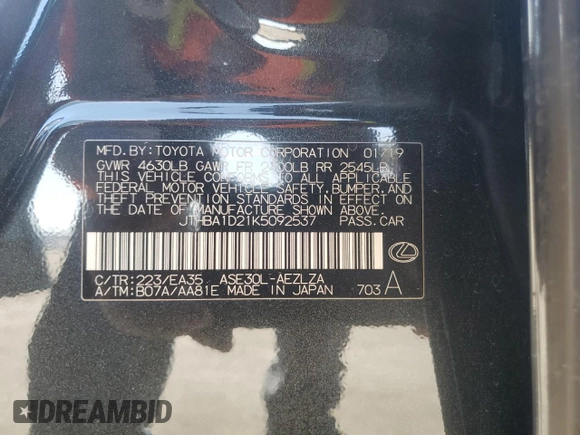 MFD.BY:TOYOTA MOTOR CORPORATION 01/19
GVWR 4630LB GAWR FR RR 2545LB
THIS VEHICLE CONFORMS TO ALL APPLICABLE
FEDERAL MOTOR VEHICLE SAFETY, BUMPER, AND
THEFT PREVENTION STANDARDS IN EFFECT ON
THE DATE OF MANUFACTURE SHOWN ABOVE.
JTHBA1D21K5092537 PASS.CAR
C/TR:223/EA35 ASE30L-AEZLZA
A/TM:B07A/AA81E MADE IN JAPAN 703 A
DREAMBID